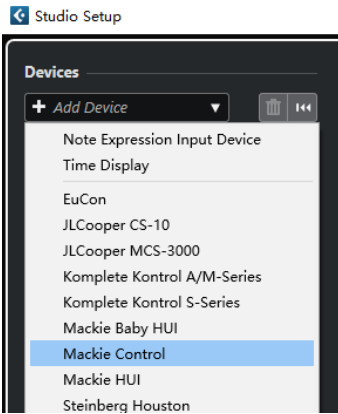 Studio Setup
Devices
Add Device
Note Expression Input Device
Time Display
EuCon
JLCooper CS-10
JLCooper MCS-3000
Komplete Kontrol A/M-Series
Komplete Kontrol S-Series
Mackie Baby HUI
Mackie Control
Mackie HUI
Steinberg Houston